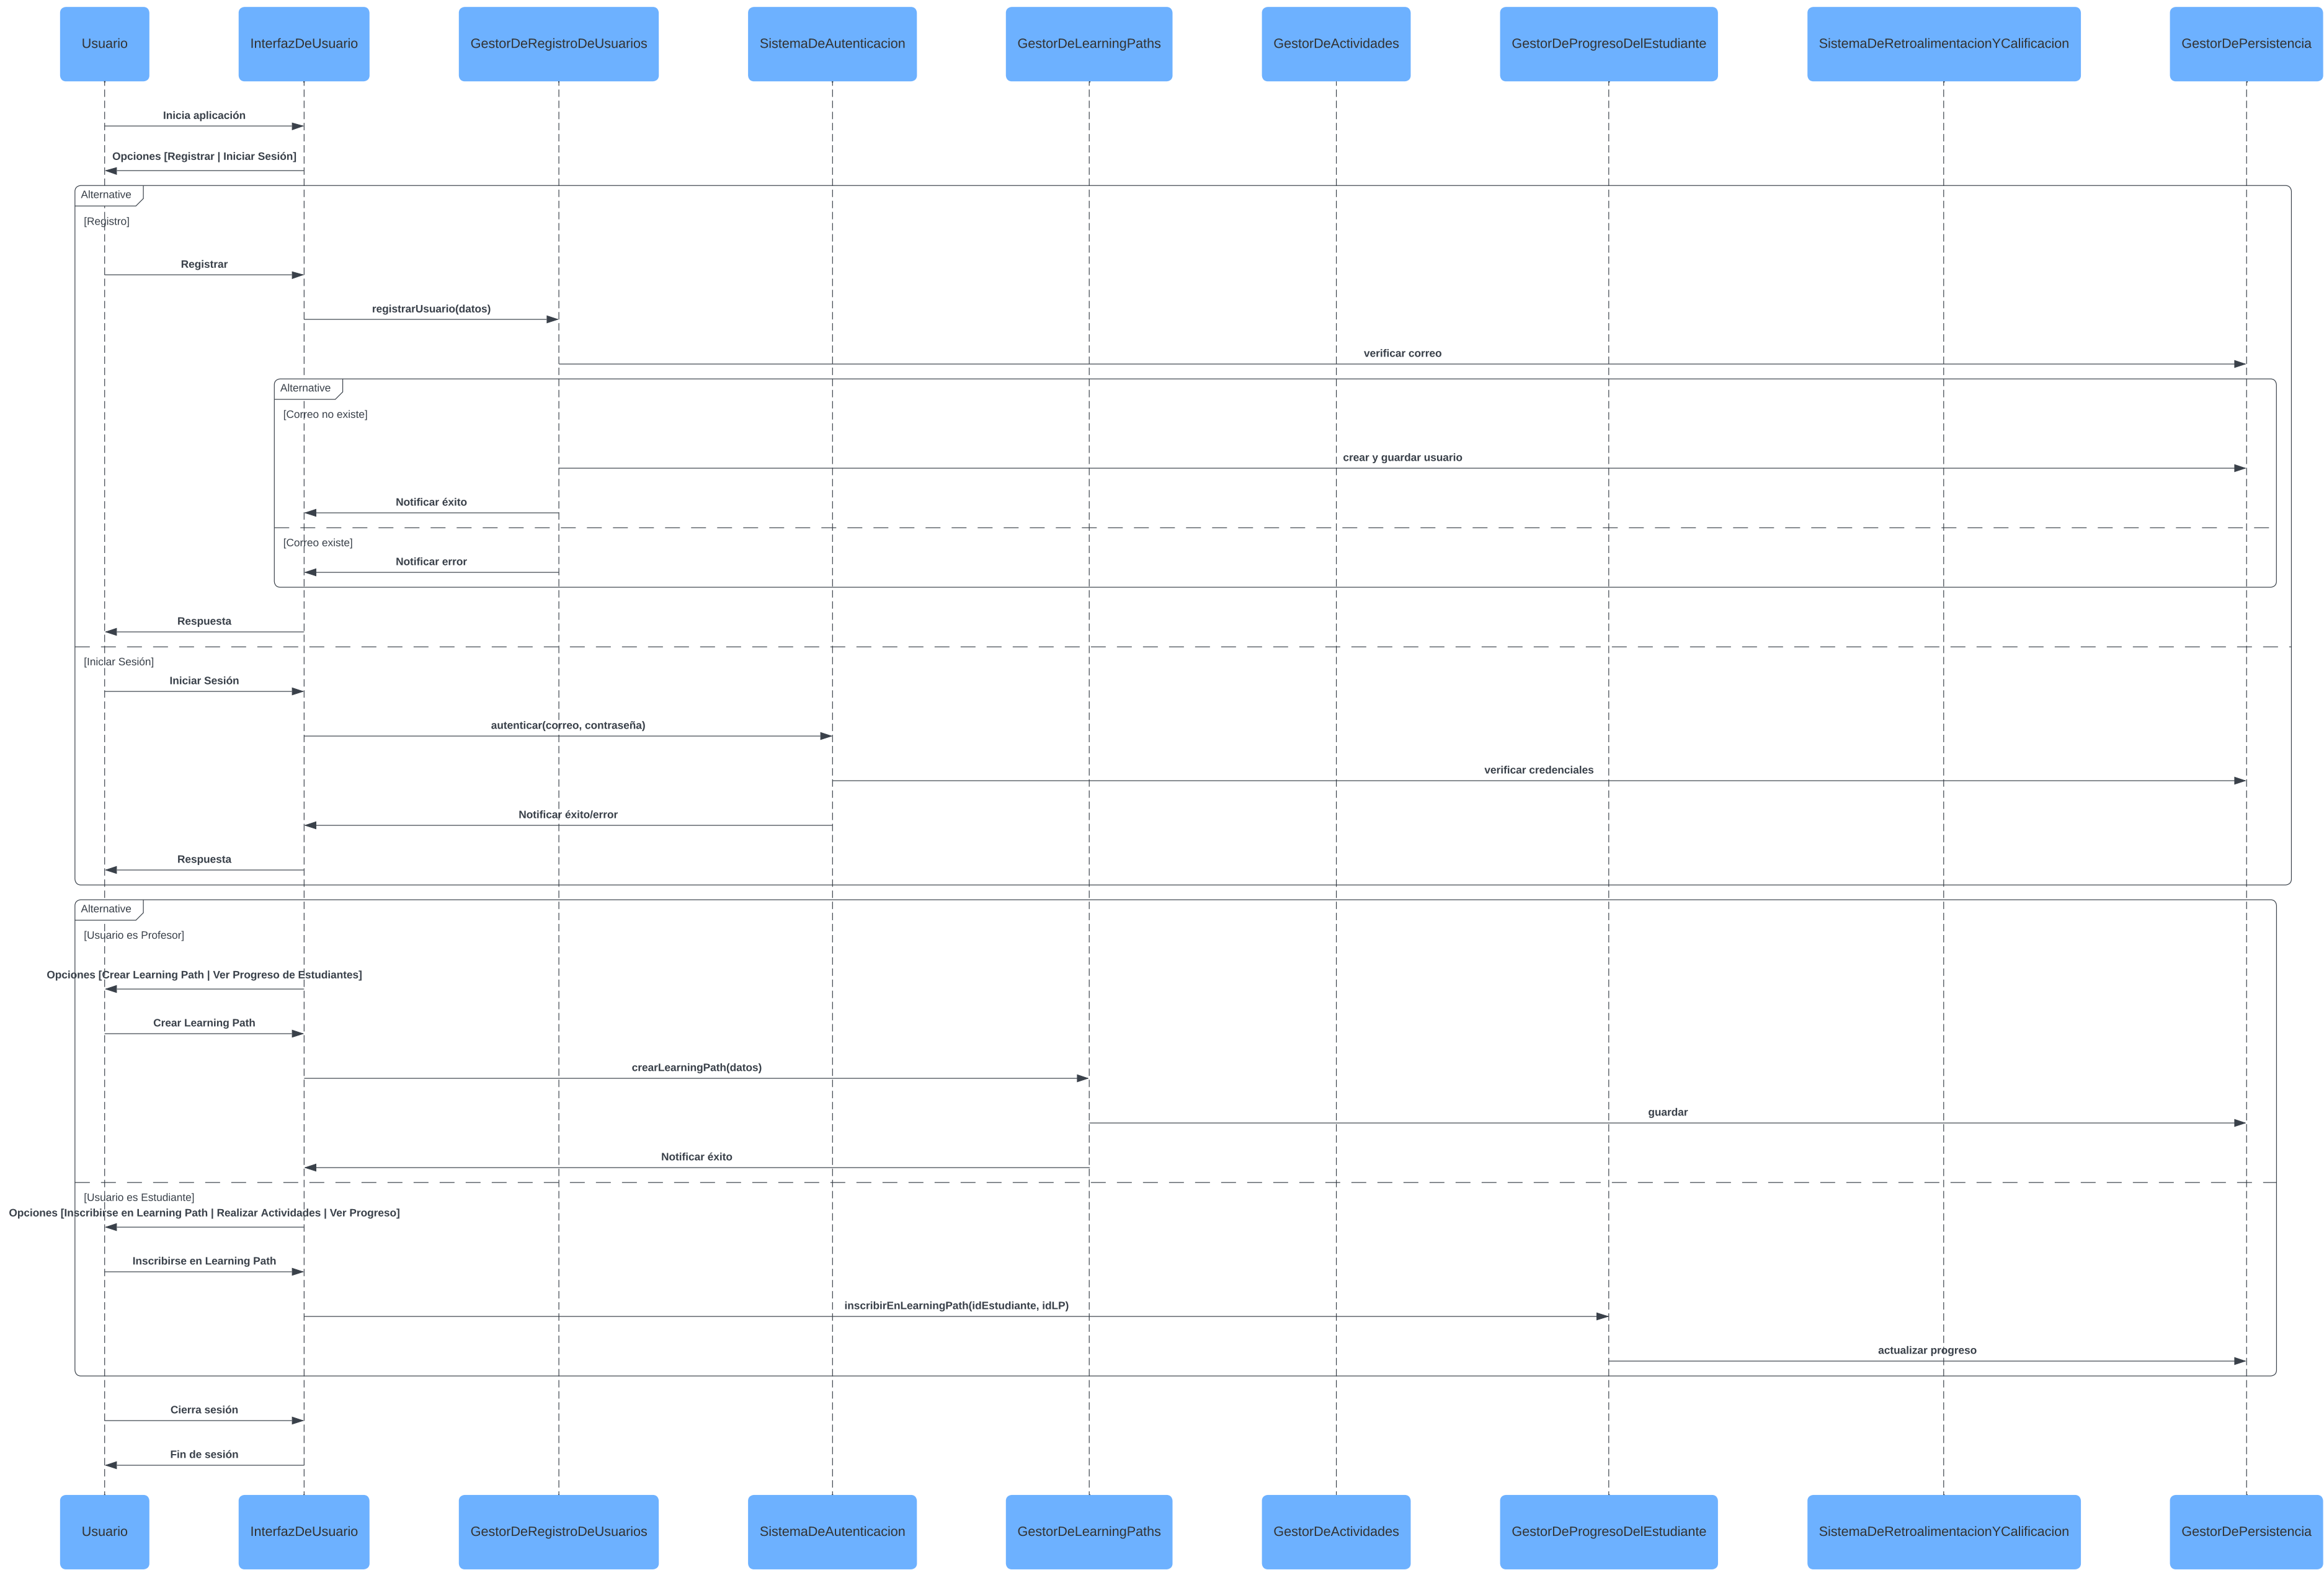 Usuario
InterfazDeUsuario
GestorDeRegistroDeUsuarios
SistemaDeAutenticacion
GestorDeLearningPaths
GestorDeActividades
GestorDeProgresoDelEstudiante
SistemaDeRetroalimentacionYCalificacion
GestorDePersistencia
Inicia aplicación
Opciones [Registrar | Iniciar Sesión]
Alternative
[Registro]
Registrar
registrarUsuario(datos)
verificar correo
Alternative
[Correo no existe]
crear y guardar usuario
Notificar éxito
[Correo existe]
Notificar error
Respuesta
[Iniciar Sesión]
Iniciar Sesión
autenticar(correo, contraseña)
verificar credenciales
Notificar éxito/error
Respuesta
Alternative
[Usuario es Profesor]
Opciones [Crear Learning Path | Ver Progreso de Estudiantes]
Crear Learning Path
crearLearningPath(datos)
guardar
Notificar éxito
[Usuario es Estudiante]
Opciones [Inscribirse en Learning Path | Realizar Actividades | Ver Progreso]
Inscribirse en Learning Path
inscribirEnLearningPath(idEstudiante, idLP)
actualizar progreso
Cierra sesión
Fin de sesión
Usuario
InterfazDeUsuario
GestorDeRegistroDeUsuarios
SistemaDeAutenticacion
GestorDeLearningPaths
GestorDeActividades
GestorDeProgresoDelEstudiante
SistemaDeRetroalimentacionYCalificacion
GestorDePersistencia